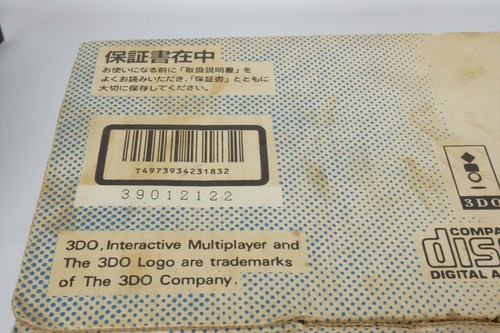 保証書在中
お使いになる前に「取扱説明書」を
よくお読みいただき、「保証書」とともに
大切に保存してください。
T4973934231832
39012122
3DO
3DO, Interactive Multiplayer and
The 3DO Logo are trademarks
of The 3DO Company.
DIGITAL A